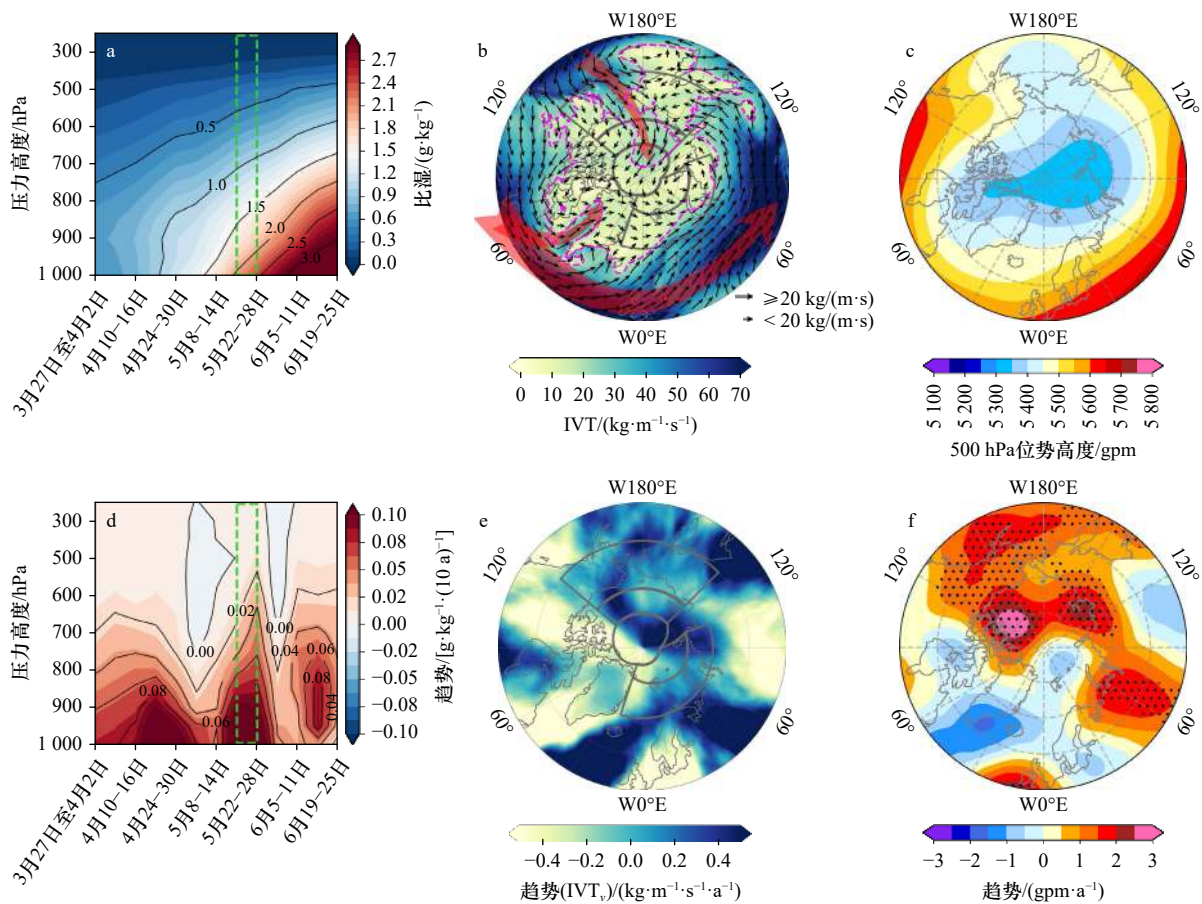 a
300
400
500
600
700
800
900
1 000
压力高度/hPa
0.5
1.0
1.5
2.0
2.5
3.0
3月27日至4月2日
4月10−16日
4月24−30日
5月8−14日
5月22−28日
6月5−11日
6月19−25日
2.7
2.4
2.1
1.8
1.5
1.2
0.9
0.6
0.3
0.0
比湿/(g·kg⁻¹)
W180°E
b
120°
120°
60°
60°
W0°E
⩾20 kg/(m·s)
< 20 kg/(m·s)
0 10 20 30 40 50 60 70
IVT/(kg·m⁻¹·s⁻¹)
W180°E
c
120°
120°
60°
60°
W0°E
5 100
5 200
5 300
5 400
5 500
5 600
5 700
5 800
500 hPa位势高度/gpm
d
300
400
500
600
700
800
900
1 000
压力高度/hPa
0.02
0.00
0.00
0.04
0.06
0.08
0.08
0.06
0.04
3月27日至4月2日
4月10−16日
4月24−30日
5月8−14日
5月22−28日
6月5−11日
6月19−25日
0.10
0.08
0.05
0.02
0.00
−0.02
−0.05
−0.08
−0.10
趋势/[g·kg⁻¹·(10 a)⁻¹]
W180°E
e
120°
120°
60°
60°
W0°E
−0.4 −0.2 0.0 0.2 0.4
趋势(IVTᵥ)/(kg·m⁻¹·s⁻¹·a⁻¹)
W180°E
f
120°
120°
60°
60°
W0°E
−3 −2 −1 0 1 2 3
趋势/(gpm·a⁻¹)